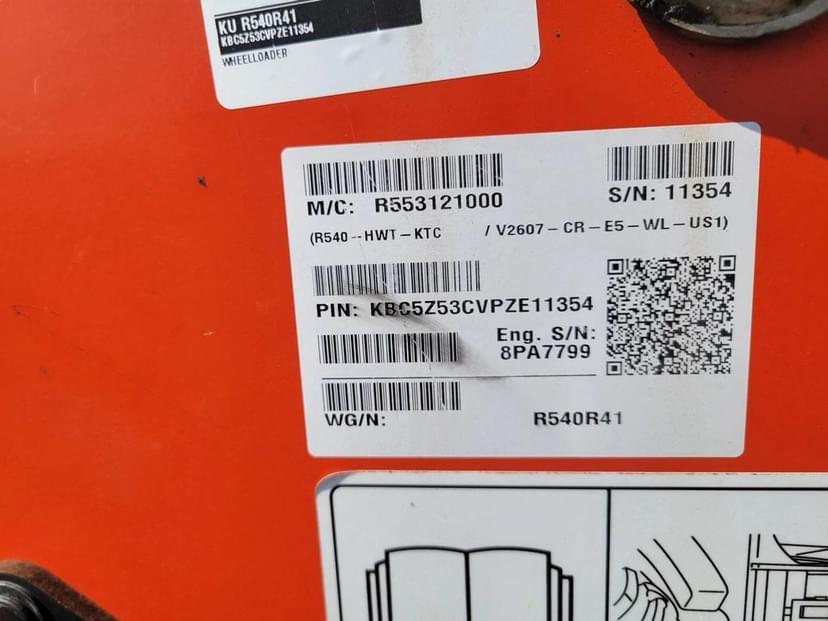 KU R540R41
KBC5Z53CVPZE11354
WHEELLOADER
M/C: R553121000
S/N: 11354
(R540--HWT-KTC / V2607-CR-E5-WL-US1)
PIN: KBC5Z53CVPZE11354
Eng. S/N:
8PA7799
WG/N: R540R41